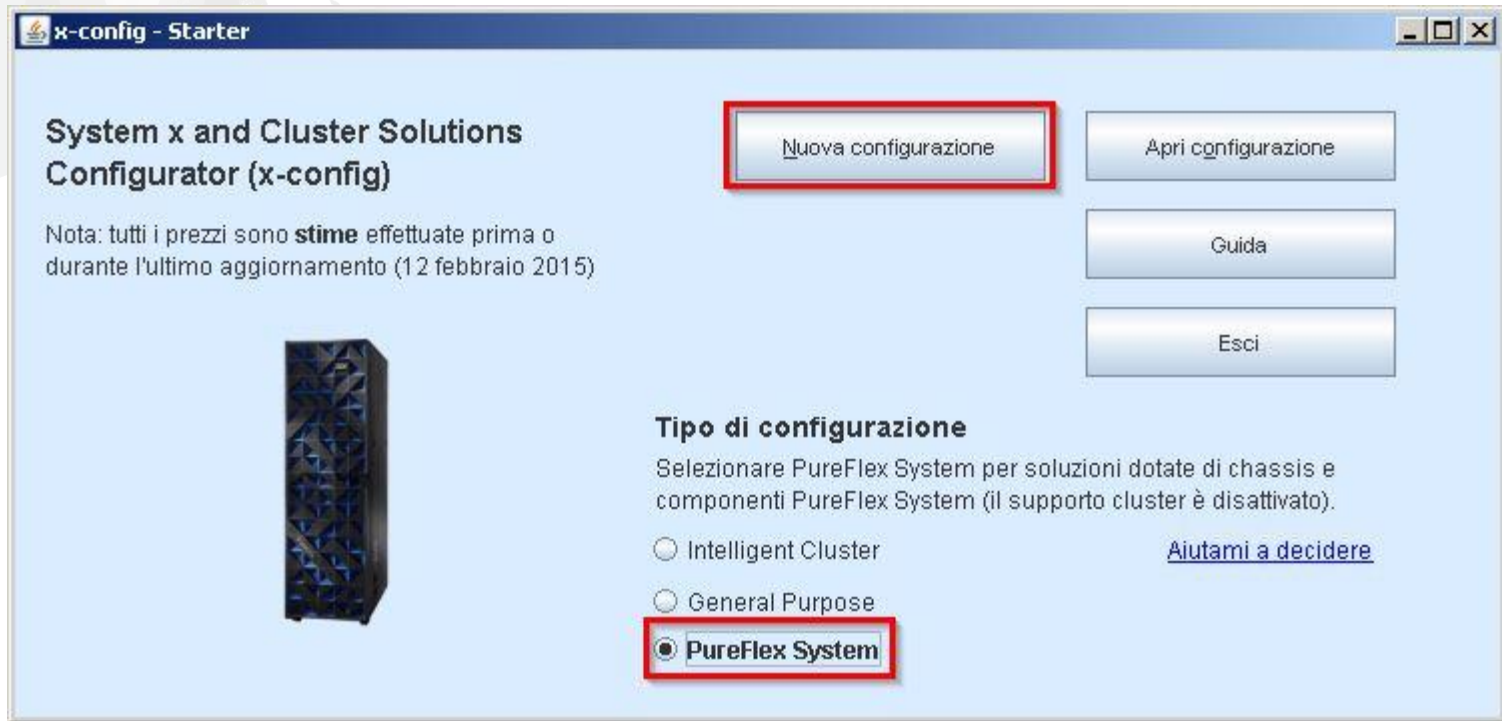 x-config - Starter
System x and Cluster Solutions
Configurator (x-config)
Nota: tutti i prezzi sono stime effettuate prima o
durante l'ultimo aggiornamento (12 febbraio 2015)
Nuova configurazione
Apri configurazione
Guida
Esci
Tipo di configurazione
Selezionare PureFlex System per soluzioni dotate di chassis e
componenti PureFlex System (il supporto cluster è disattivato).
Intelligent Cluster
Aiutami a decidere
General Purpose
PureFlex System